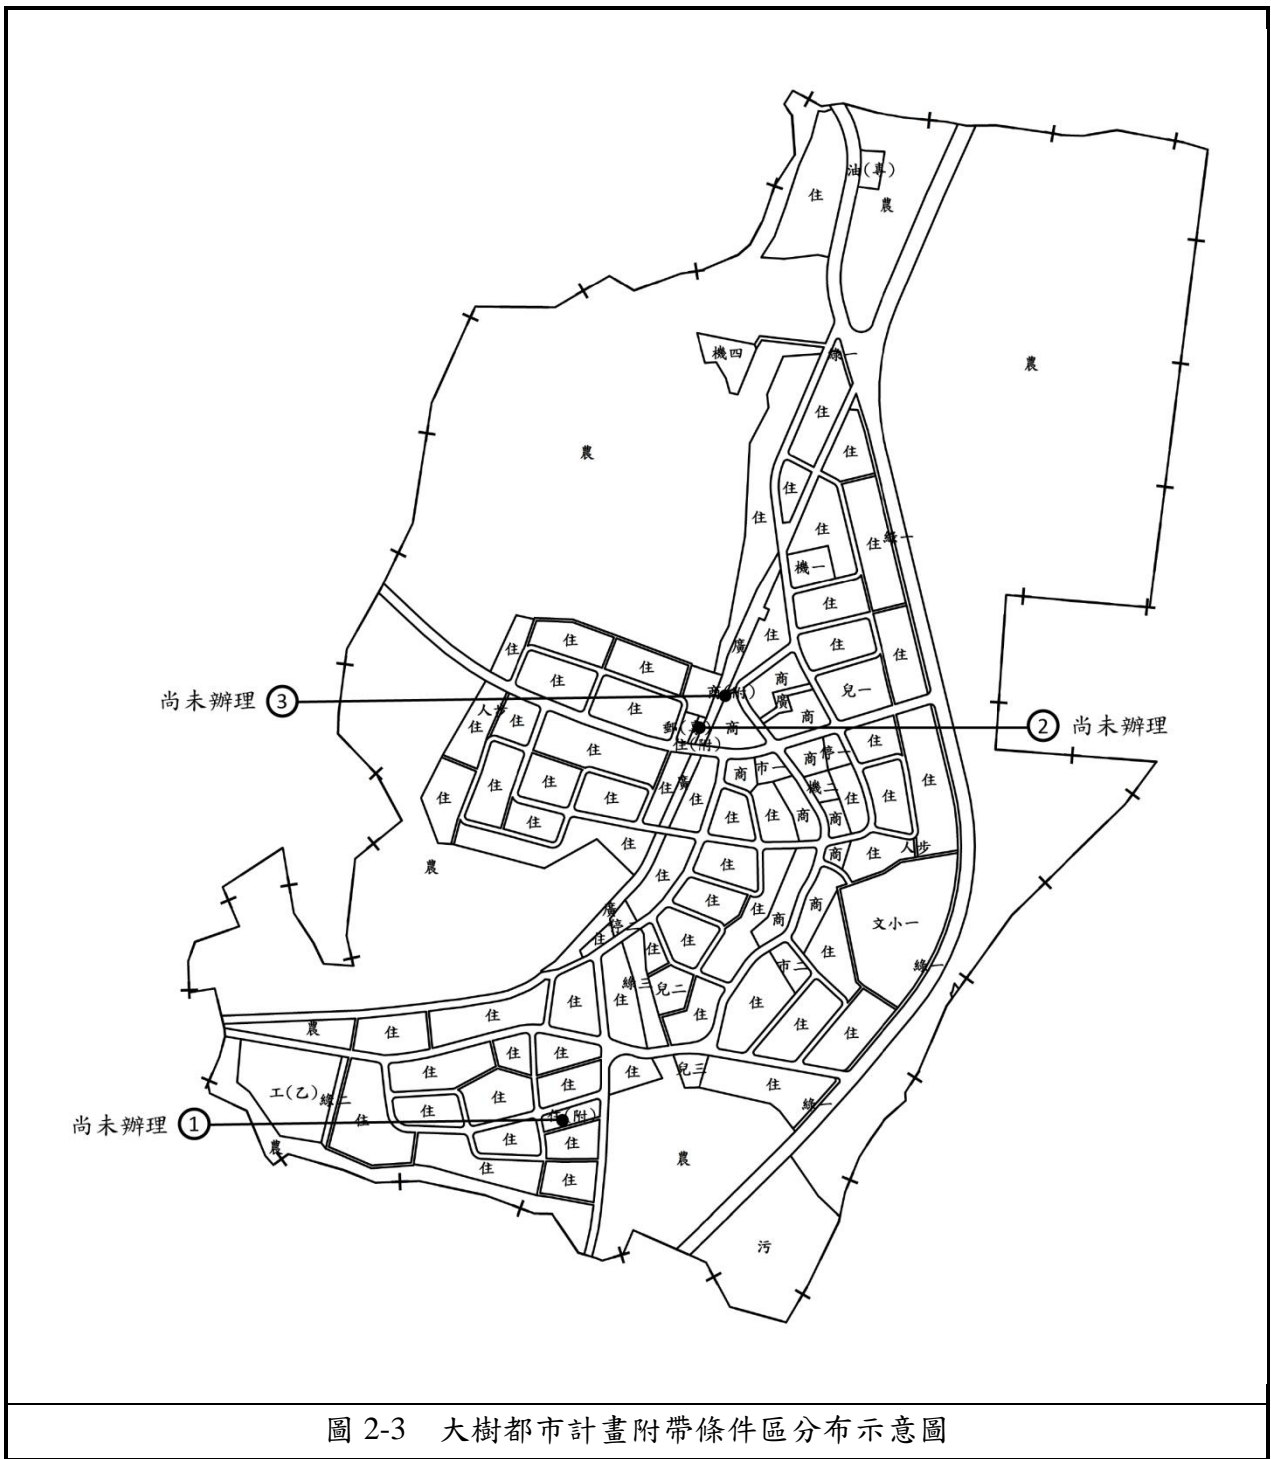 油(專)
住
農
機四
綠一
農
住
農
住
住
住
住
住
綠一
機一
住
廣
住
住
住
住
住
住
商
住
兒一
尚未辦理 ③
商(附)
廣
住
人步
住
住
商
商
② 尚未辦理
住(附)
住
商
停一
住
住
廣
商
市一
機二
住
住
住
住
住
住
住
住
住
商
住
住
商
住
住
商
住
人步
農
住
住
住
住
商
商
文小一
廣
停二
住
住
住
住
市二
綠一
綠三
兒二
住
住
住
住
住
農
住
住
住
住
住
住
兒三
住
住
住
住
工(乙)
綠二
住
住
住
綠一
尚未辦理 ①
住(附)
住
住
農
住
住
農
污
圖 2-3 大樹都市計畫附帶條件區分布示意圖